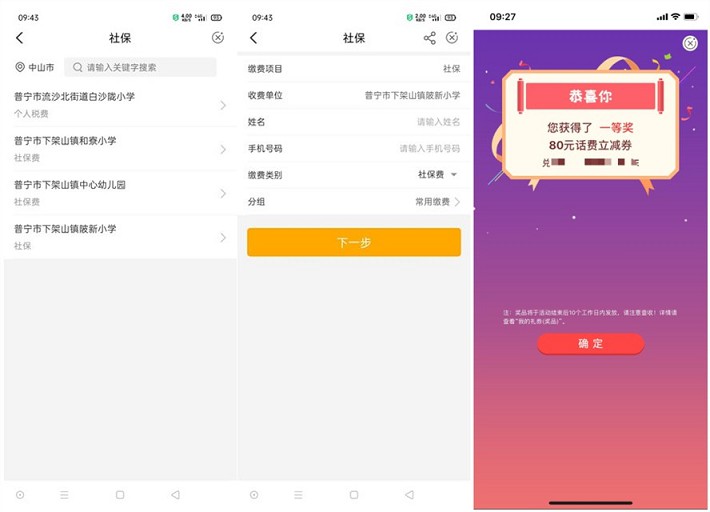 09:43
社保
中山市
请输入关键字搜索
普宁市流沙北街道白沙陇小学
个人税费
普宁市下架山镇和寮小学
社保费
普宁市下架山镇中心幼儿园
社保费
普宁市下架山镇陂新小学
社保
09:43
社保
缴费项目 社保
收费单位 普宁市下架山镇陂新小学
姓名 请输入姓名
手机号码 请输入手机号码
缴费类别 社保费
分组 常用缴费
下一步
09:27
恭喜你
您获得了 一等奖
80元话费立减券
兑
注：奖品将于活动结束后10个工作日内发放，请注意查收！详情请
查看“我的礼券(奖品)”。
确 定